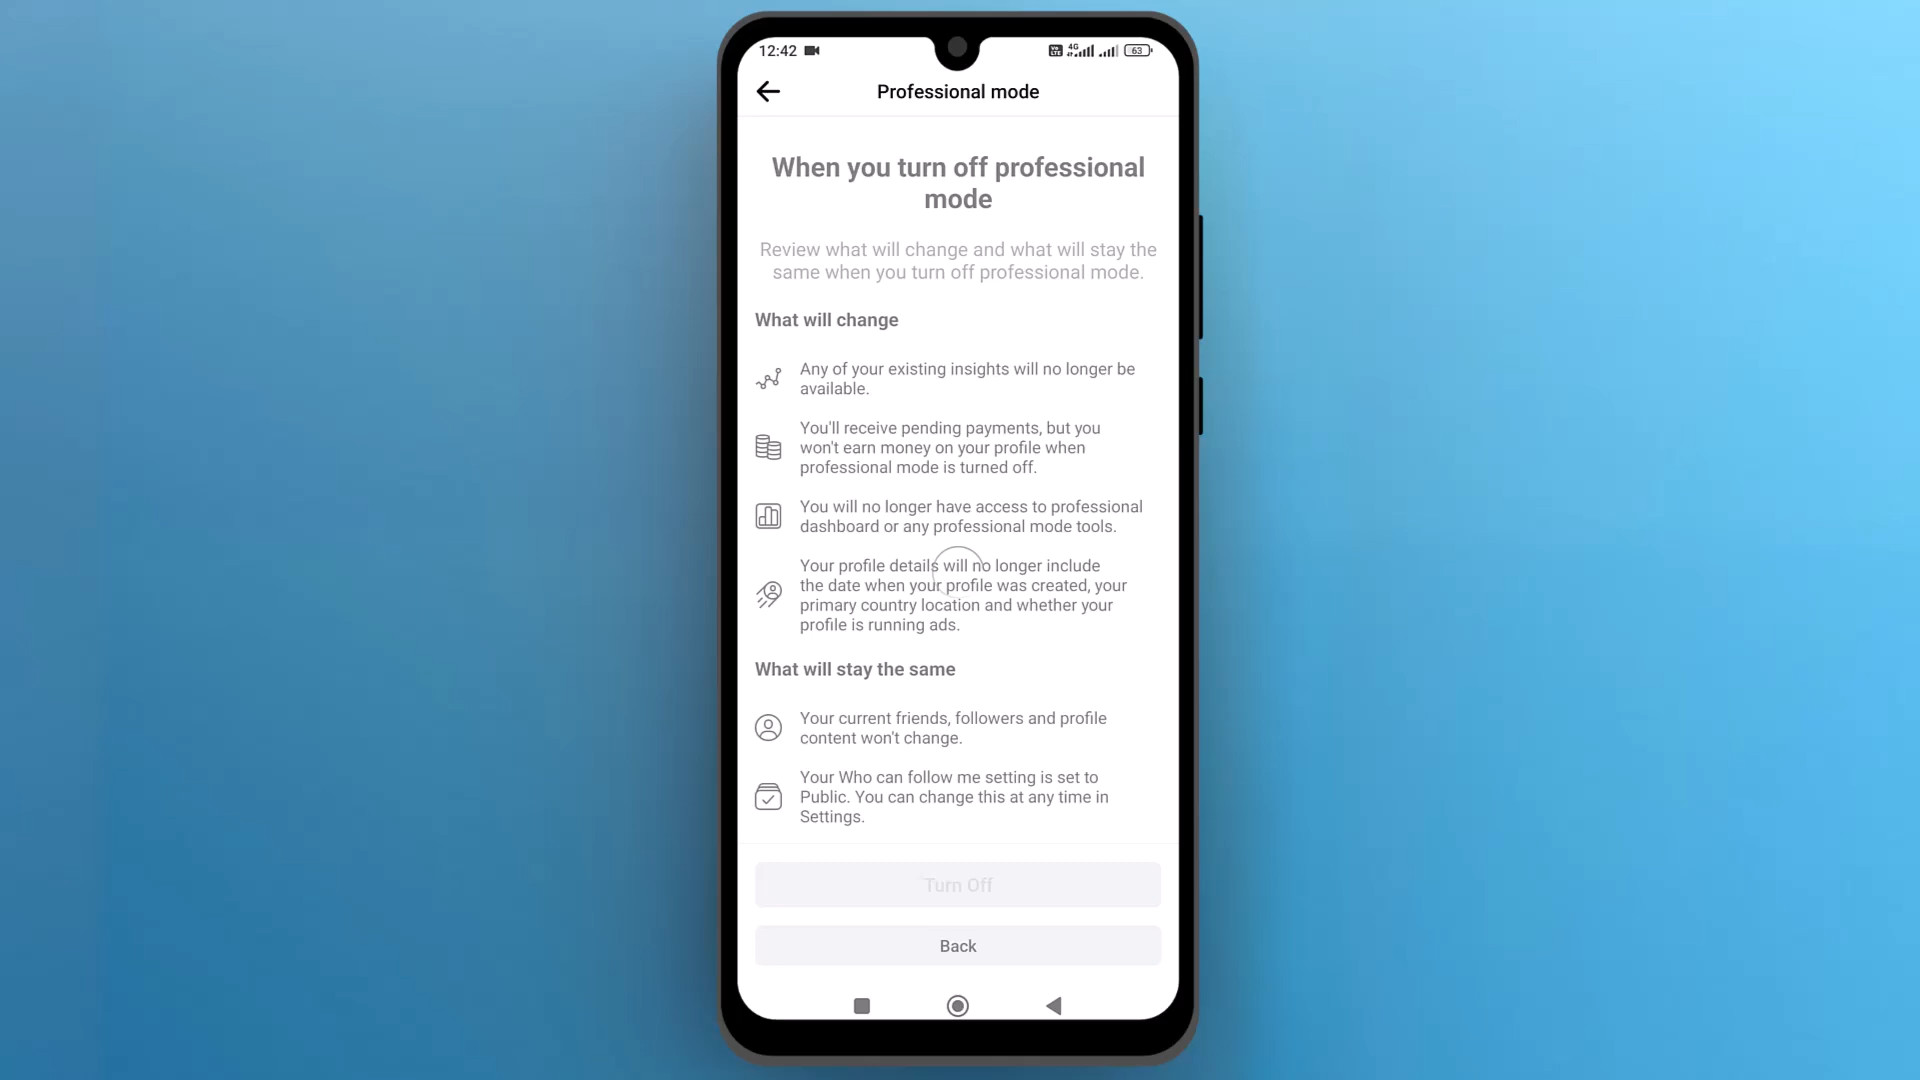 12:42
Vo
LTE
4G
63
Professional mode
When you turn off professional
mode
Review what will change and what will stay the
same when you turn off professional mode.
What will change
Any of your existing insights will no longer be
available.
You'll receive pending payments, but you
won't earn money on your profile when
professional mode is turned off.
You will no longer have access to professional
dashboard or any professional mode tools.
Your profile details will no longer include
the date when your profile was created, your
primary country location and whether your
profile is running ads.
What will stay the same
Your current friends, followers and profile
content won't change.
Your Who can follow me setting is set to
Public. You can change this at any time in
Settings.
Turn Off
Back